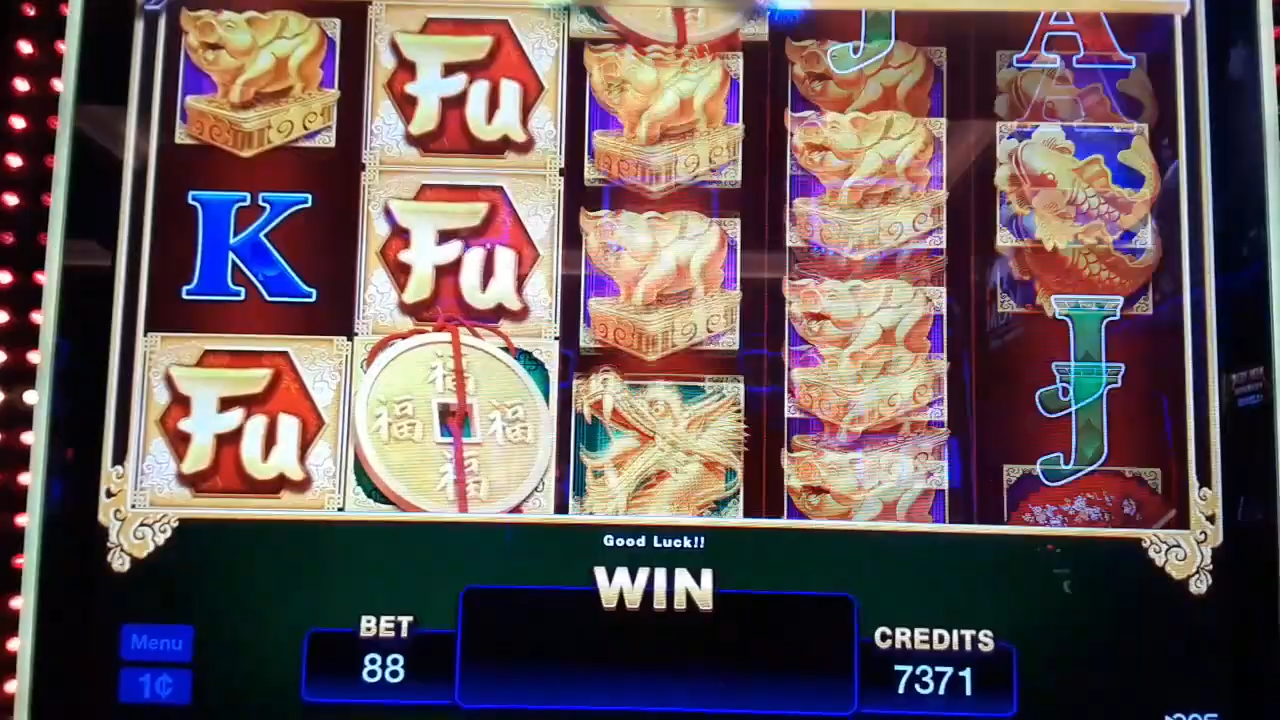 J A
Fu
K Fu
J
Fu 福
福 福
福
J
Good Luck!!
WIN
BET CREDITS
88 7371
Menu
1¢